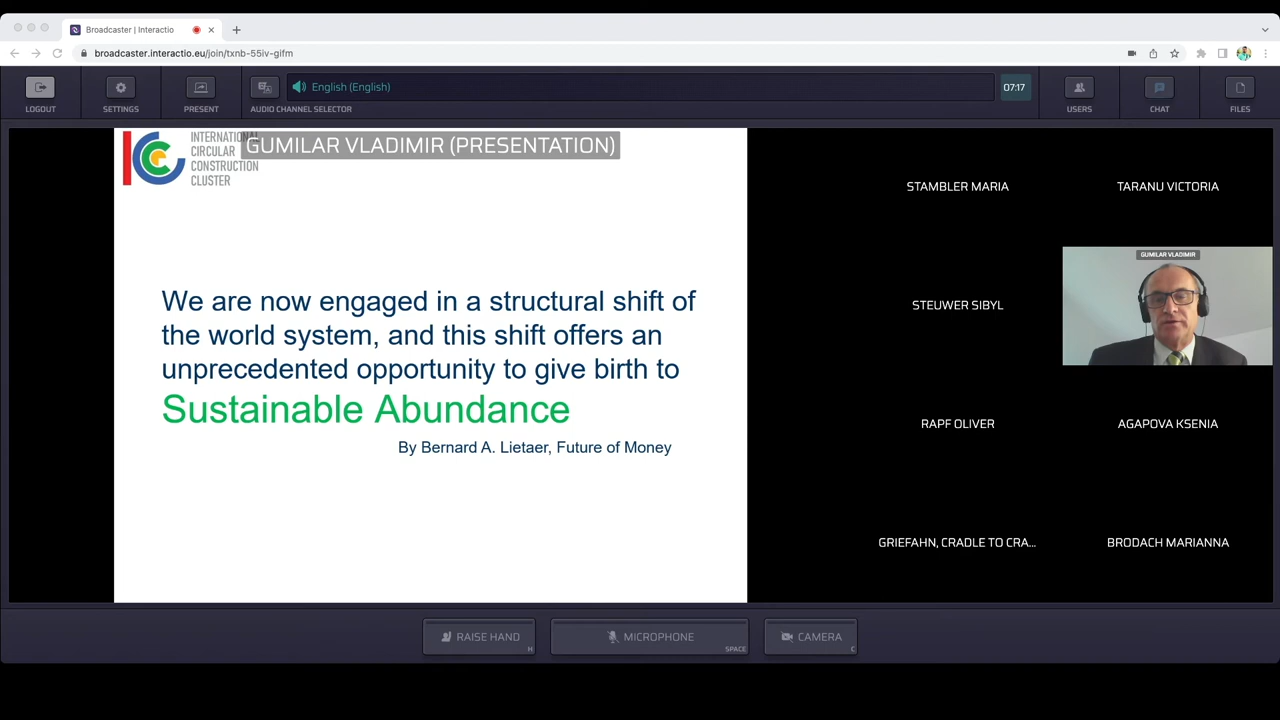 Broadcaster | Interactio
broadcaster.interactio.eu/join/txnb-55iv-gifm
LOGOUT
SETTINGS
PRESENT
AUDIO CHANNEL SELECTOR
English (English)
07:17
USERS
CHAT
FILES
INTERNATIONAL
CIRCULAR
CONSTRUCTION
CLUSTER
GUMILAR VLADIMIR (PRESENTATION)
We are now engaged in a structural shift of
the world system, and this shift offers an
unprecedented opportunity to give birth to
Sustainable Abundance
By Bernard A. Lietaer, Future of Money
STAMBLER MARIA
TARANU VICTORIA
STEUWER SIBYL
GUMILAR VLADIMIR
RAPF OLIVER
AGAPOVA KSENIA
GRIEFAHN, CRADLE TO CRA...
BRODACH MARIANNA
RAISE HAND
H
MICROPHONE
SPACE
CAMERA
C